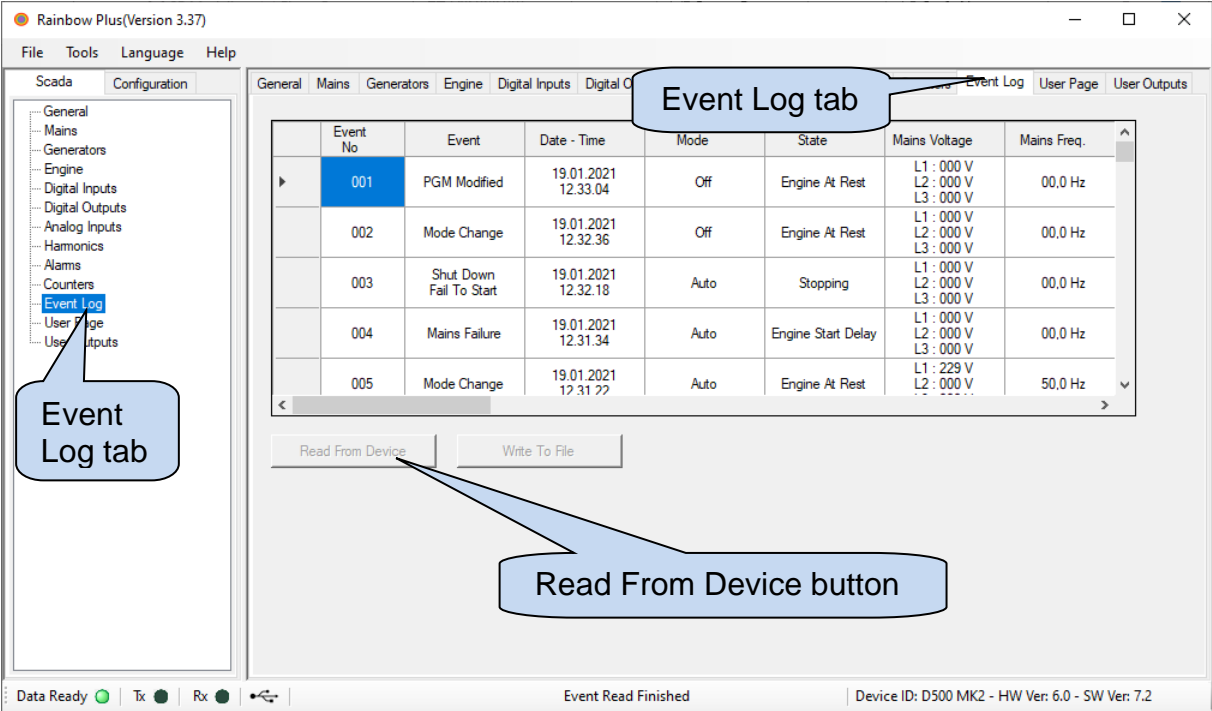 Rainbow Plus(Version 3.37)
File Tools Language Help
Scada Configuration
General
Mains
Generators
Engine
Digital Inputs
Digital Outputs
Analog Inputs
Harmonics
Alarms
Counters
Event Log
User Page
User Outputs
Event
Log tab
General Mains Generators Engine Digital Inputs Digital O Event Log User Page User Outputs
Event Log tab
Event No Event Date - Time Mode State Mains Voltage Mains Freq.
001 PGM Modified 19.01.2021 12.33.04 Off Engine At Rest L1 : 000 V L2 : 000 V L3 : 000 V 00,0 Hz
002 Mode Change 19.01.2021 12.32.36 Off Engine At Rest L1 : 000 V L2 : 000 V L3 : 000 V 00,0 Hz
003 Shut Down Fail To Start 19.01.2021 12.32.18 Auto Stopping L1 : 000 V L2 : 000 V L3 : 000 V 00,0 Hz
004 Mains Failure 19.01.2021 12.31.34 Auto Engine Start Delay L1 : 000 V L2 : 000 V L3 : 000 V 00,0 Hz
005 Mode Change 19.01.2021 12.31.22 Auto Engine At Rest L1 : 229 V L2 : 000 V 50,0 Hz
Read From Device Write To File
Read From Device button
Data Ready Tx Rx Event Read Finished Device ID: D500 MK2 - HW Ver: 6.0 - SW Ver: 7.2